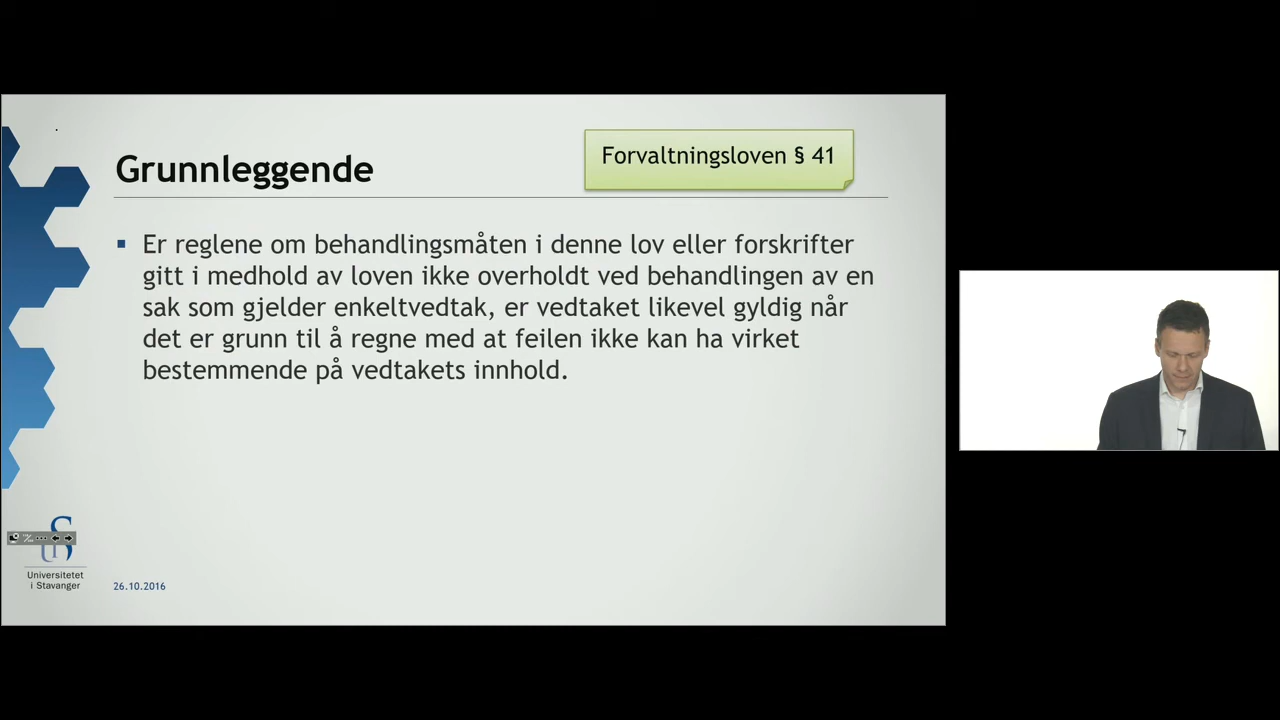 Grunnleggende
Forvaltningsloven § 41
Er reglene om behandlingsmåten i denne lov eller forskrifter
gitt i medhold av loven ikke overholdt ved behandlingen av en
sak som gjelder enkeltvedtak, er vedtaket likevel gyldig når
det er grunn til å regne med at feilen ikke kan ha virket
bestemmende på vedtakets innhold.
Universitetet
i Stavanger
26.10.2016